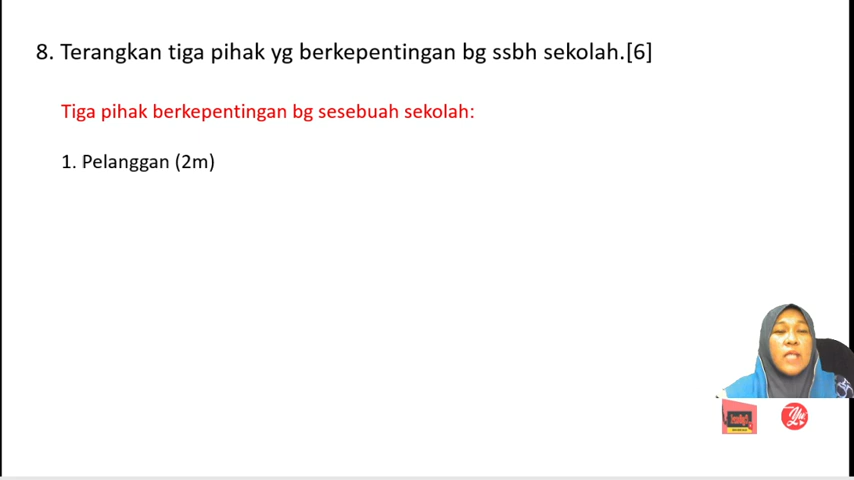 8. Terangkan tiga pihak yg berkepentingan bg ssbh sekolah.[6]
Tiga pihak berkepentingan bg sesebuah sekolah:
1. Pelanggan (2m)